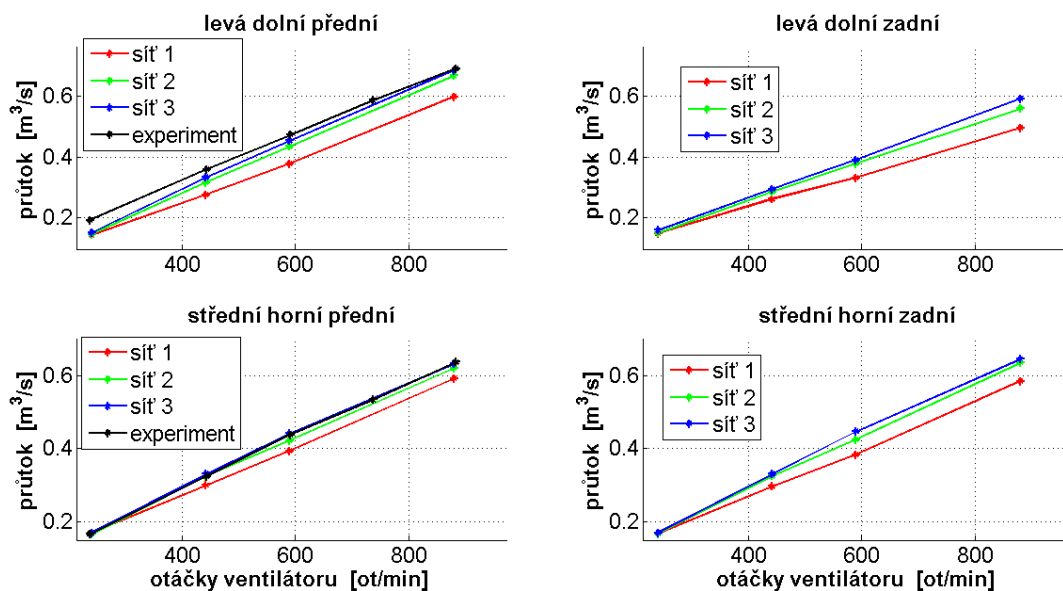 levá dolní přední
síť 1
síť 2
síť 3
experiment
průtok [m³/s]
0.6
0.4
0.2
400
600
800
levá dolní zadní
síť 1
síť 2
síť 3
průtok [m³/s]
0.6
0.4
0.2
400
600
800
střední horní přední
síť 1
síť 2
síť 3
experiment
průtok [m³/s]
0.6
0.4
0.2
400
600
800
otáčky ventilátoru [ot/min]
střední horní zadní
síť 1
síť 2
síť 3
průtok [m³/s]
0.6
0.4
0.2
400
600
800
otáčky ventilátoru [ot/min]